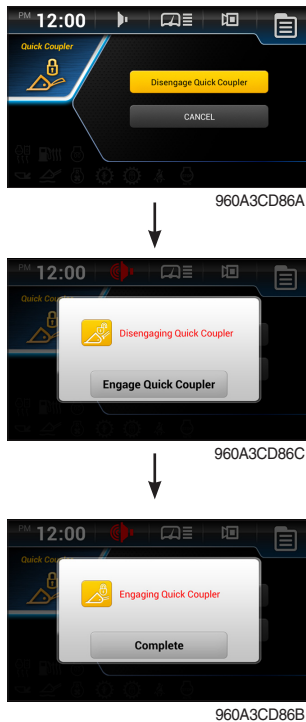 PM 12:00
Quick Coupler
Disengage Quick Coupler
CANCEL
960A3CD86A
PM 12:00
Quick Coupler
Disengaging Quick Coupler
Engage Quick Coupler
960A3CD86C
PM 12:00
Quick Cou
Engaging Quick Coupler
Complete
960A3CD86B